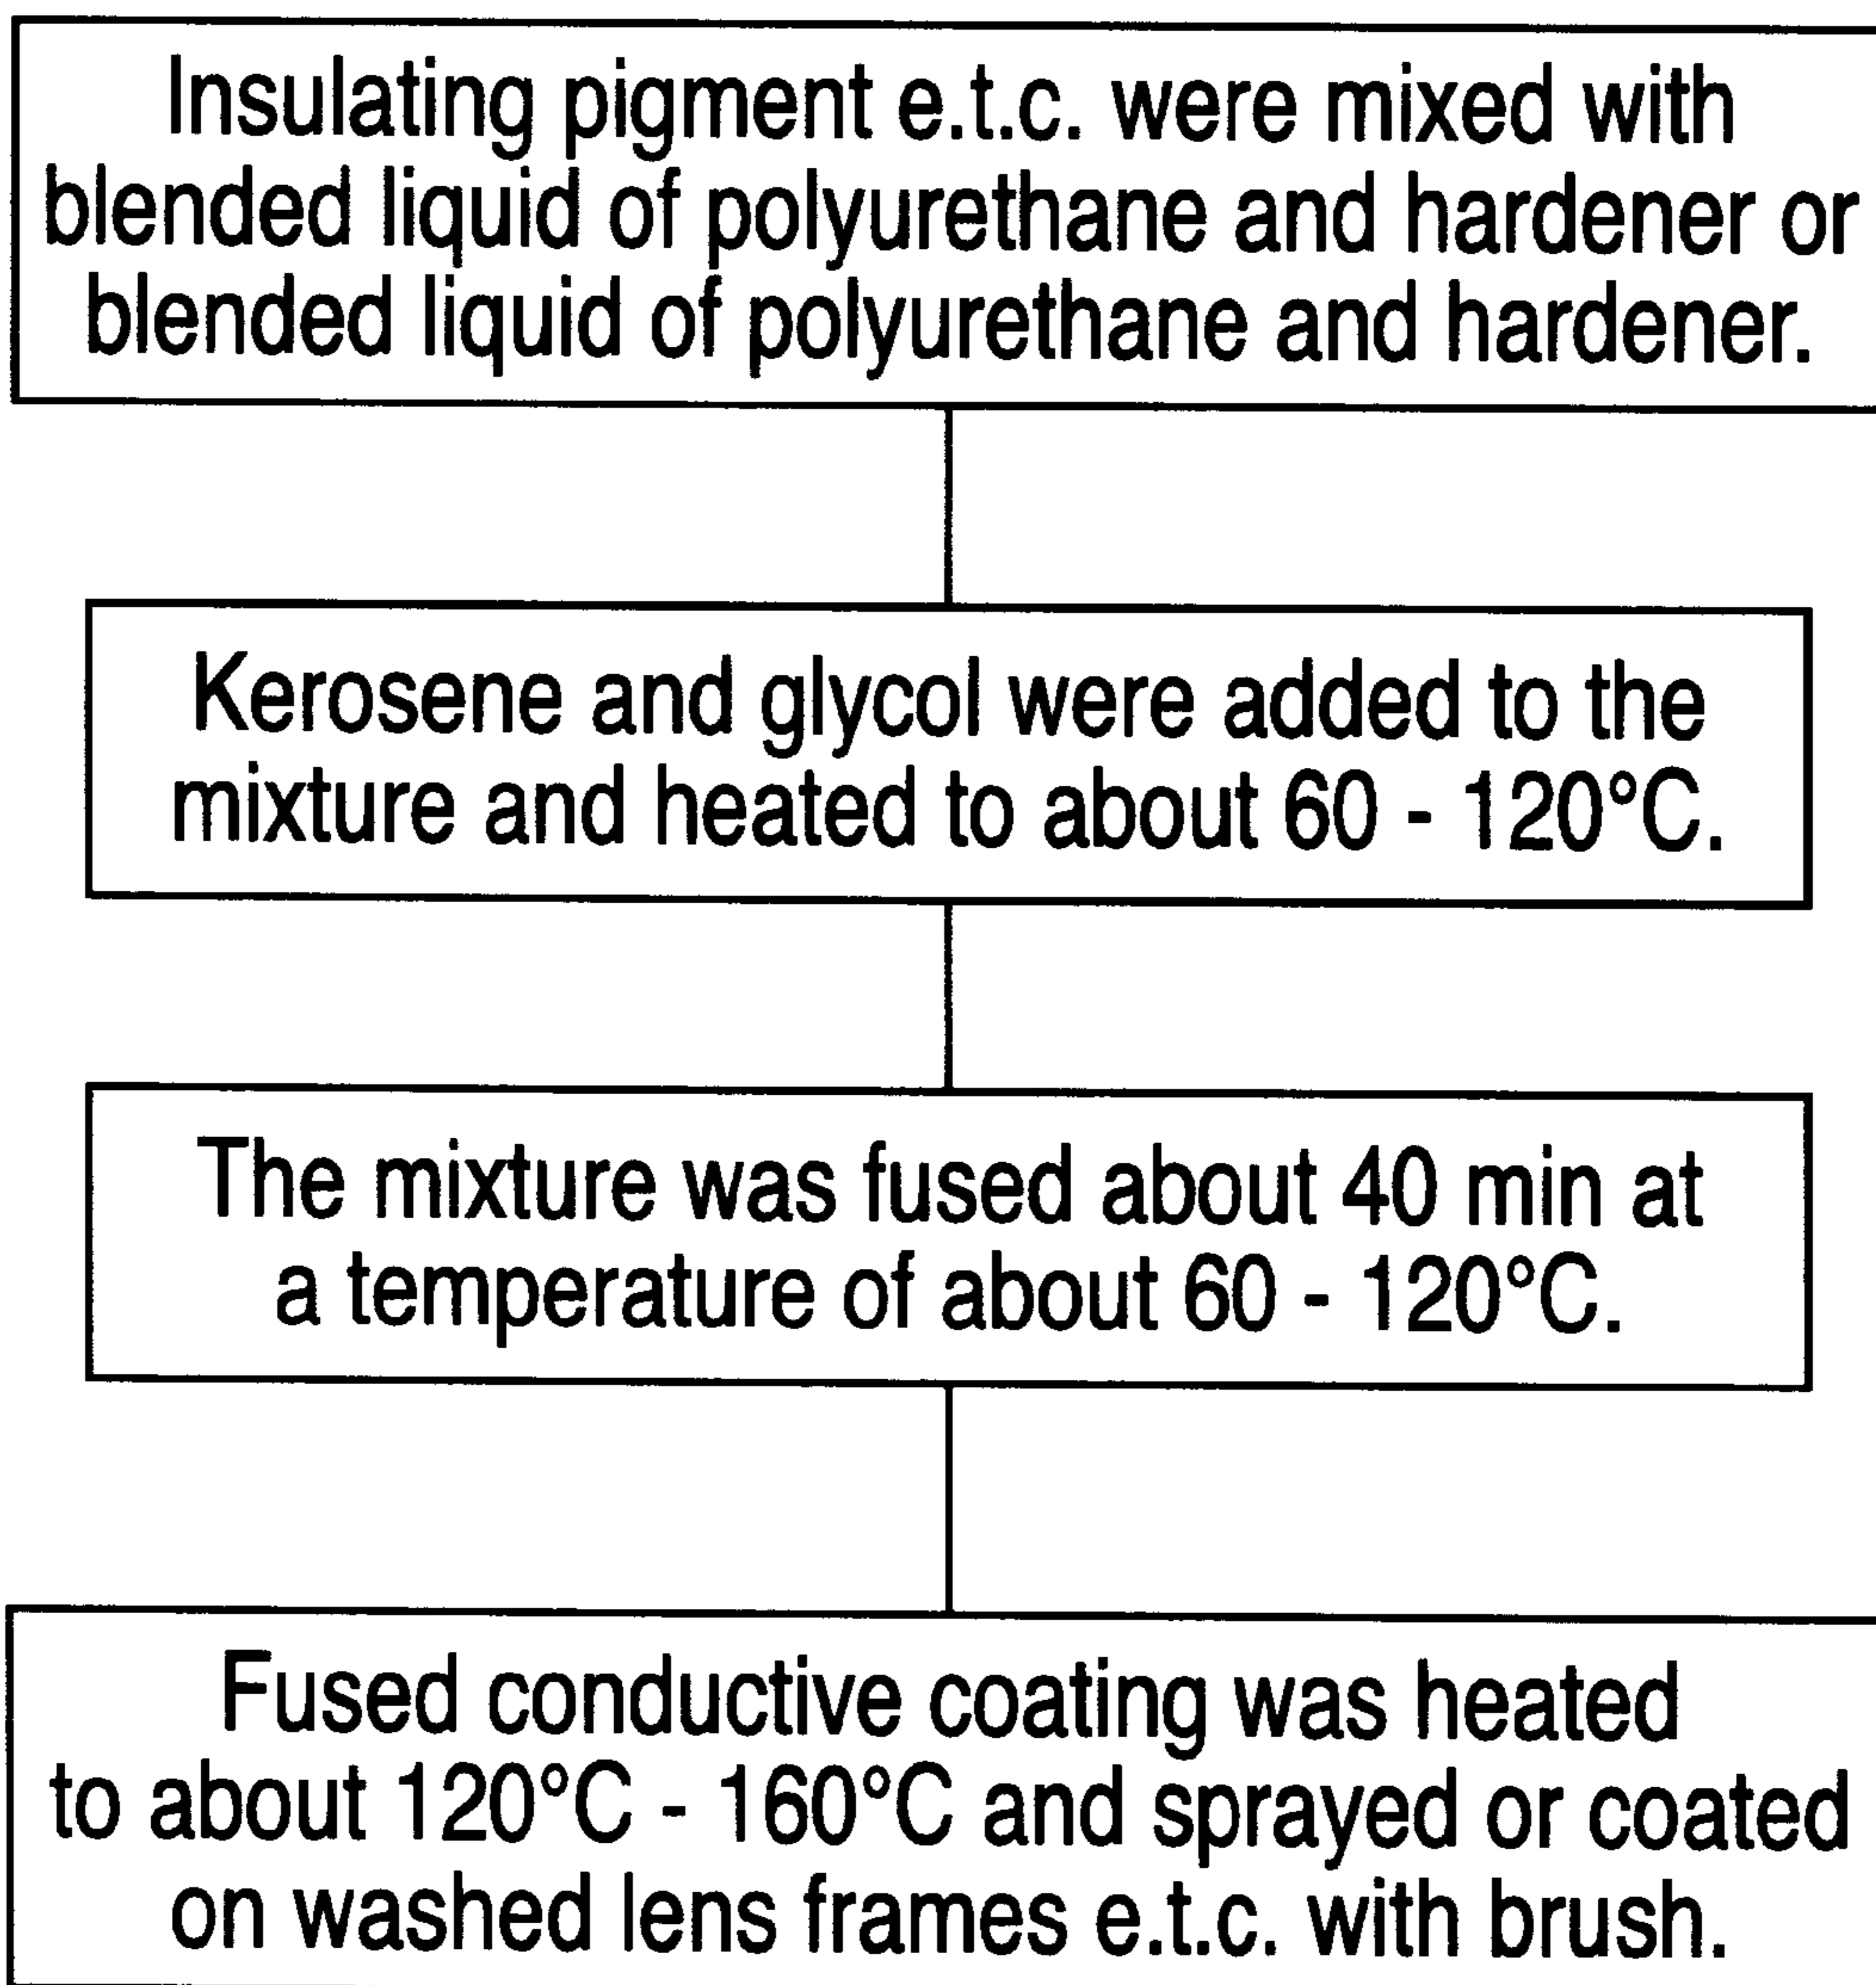 Insulating pigment e.t.c. were mixed with
blended liquid of polyurethane and hardener or
blended liquid of polyurethane and hardener.
Kerosene and glycol were added to the
mixture and heated to about 60 - 120°C.
The mixture was fused about 40 min at
a temperature of about 60 - 120°C.
Fused conductive coating was heated
to about 120°C - 160°C and sprayed or coated
on washed lens frames e.t.c. with brush.